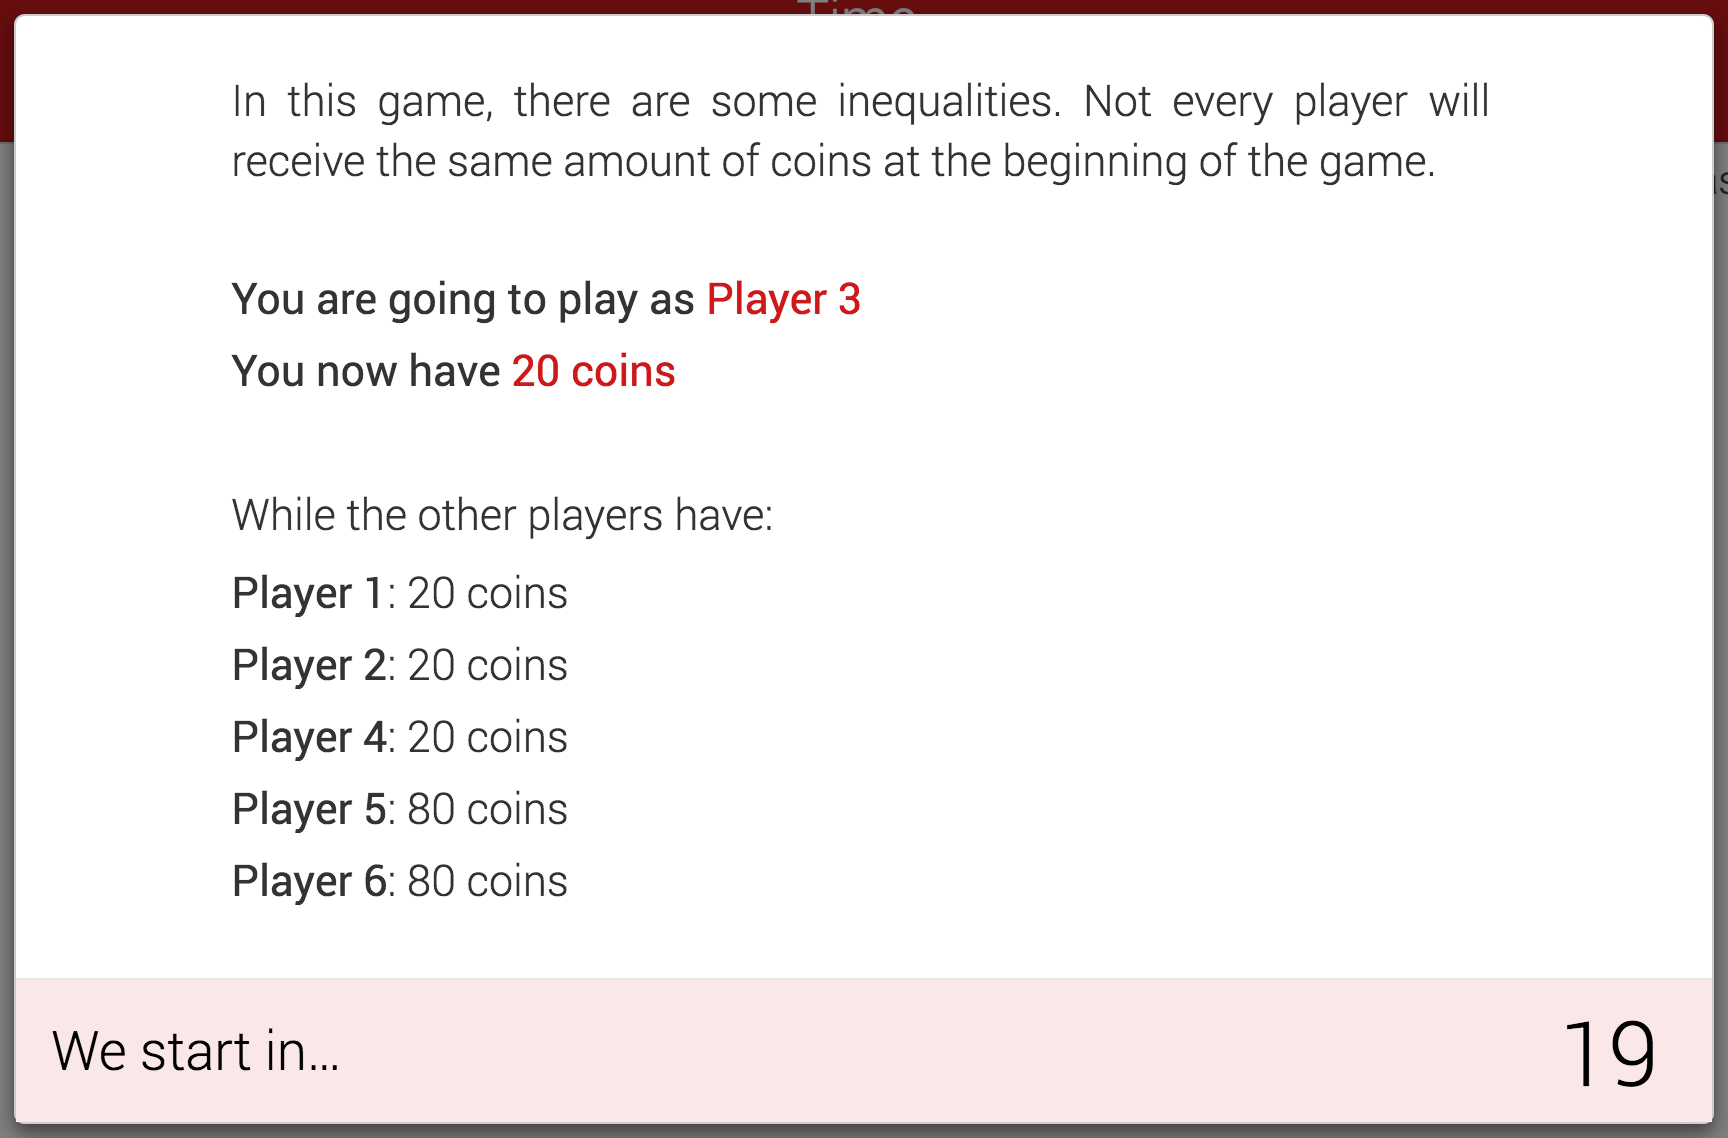 In this game, there are some inequalities. Not every player will
receive the same amount of coins at the beginning of the game.
You are going to play as Player 3
You now have 20 coins
While the other players have:
Player 1: 20 coins
Player 2: 20 coins
Player 4: 20 coins
Player 5: 80 coins
Player 6: 80 coins
We start in...
19